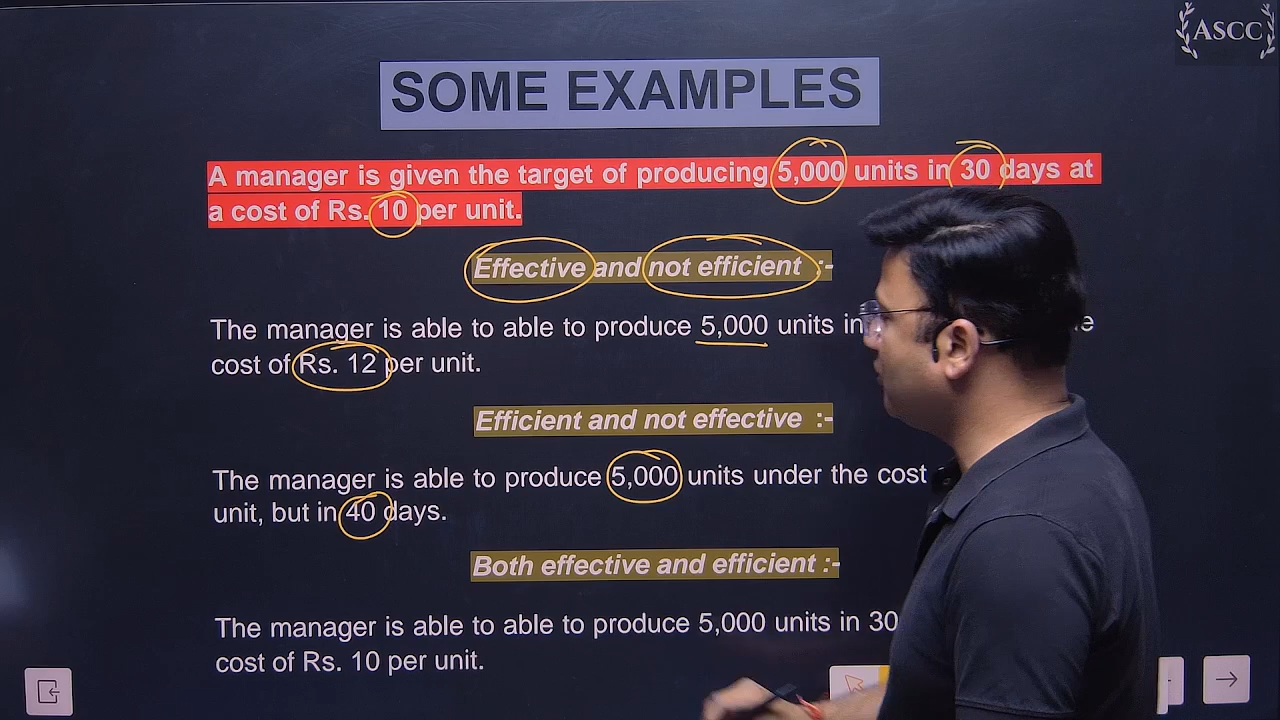 ASCC
SOME EXAMPLES
A manager is given the target of producing 5,000 units in 30 days at
a cost of Rs. 10 per unit.
Effective and not efficient :-
The manager is able to able to produce 5,000 units in
cost of Rs. 12 per unit.
Efficient and not effective :-
The manager is able to produce 5,000 units under the cost
unit, but in 40 days.
Both effective and efficient :-
The manager is able to able to produce 5,000 units in 30
cost of Rs. 10 per unit.